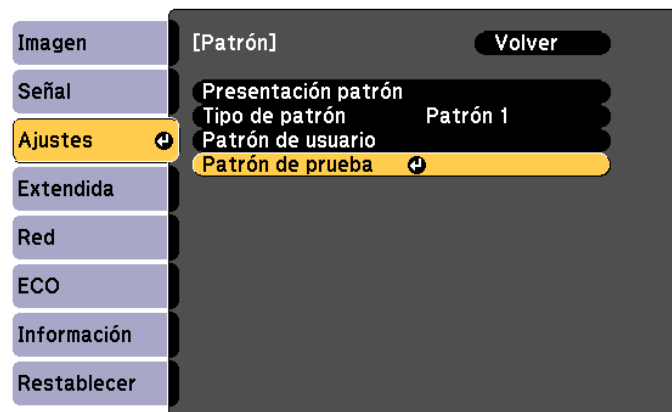 Imagen
Señal
Ajustes
Extendida
Red
ECO
Información
Restablecer
[Patrón] Volver
Presentación patrón
Tipo de patrón Patrón 1
Patrón de usuario
Patrón de prueba